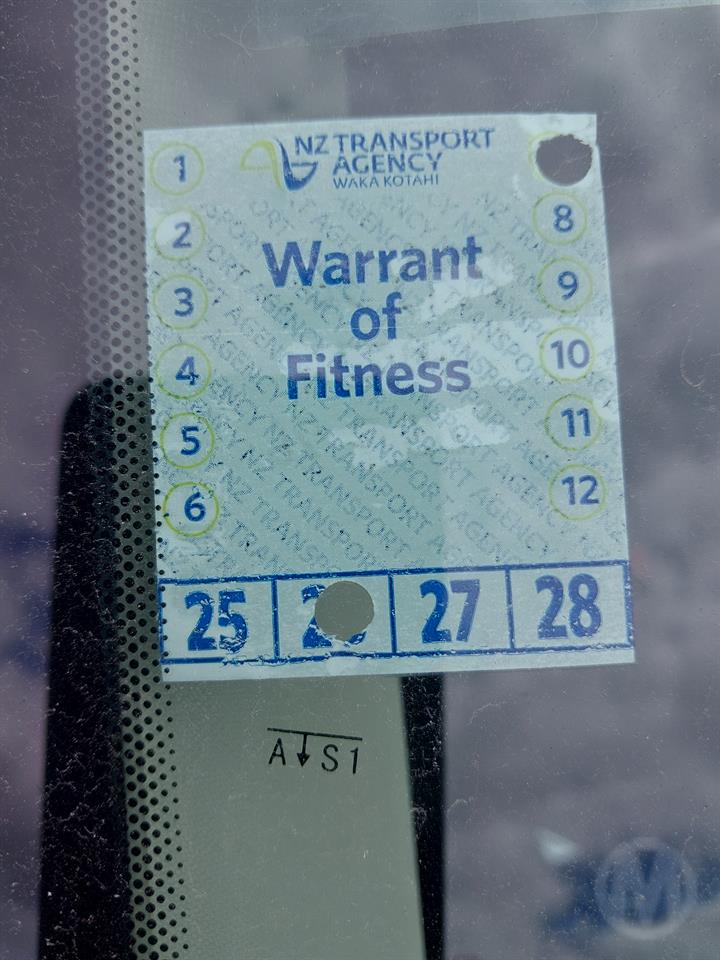 NZ TRANSPORT
AGENCY
WAKA KOTAHI
Warrant
of
Fitness
1
2
3
4
5
6
8
9
10
11
12
25
27
28
A S1
M